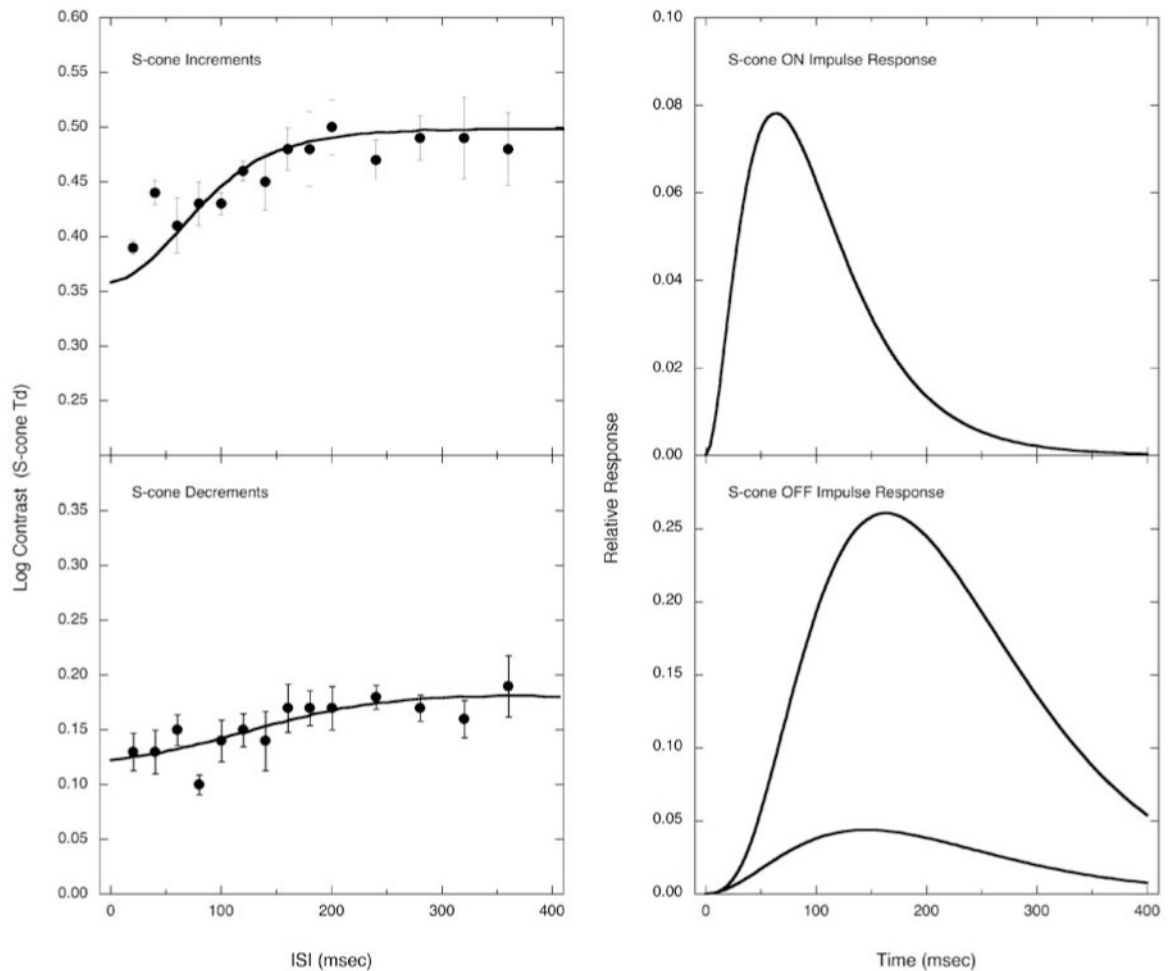 0.60
0.55
0.50
0.45
0.40
0.35
0.30
0.25
S-cone Increments
0.10
0.08
0.06
0.04
0.02
0.00
S-cone ON Impulse Response
Log Contrast (S-cone Td)
Relative Response
0.35
0.30
0.25
0.20
0.15
0.10
0.05
0.00
S-cone Decrements
0 100 200 300 400
ISI (msec)
0.25
0.20
0.15
0.10
0.05
0.00
S-cone OFF Impulse Response
0 100 200 300 400
Time (msec)